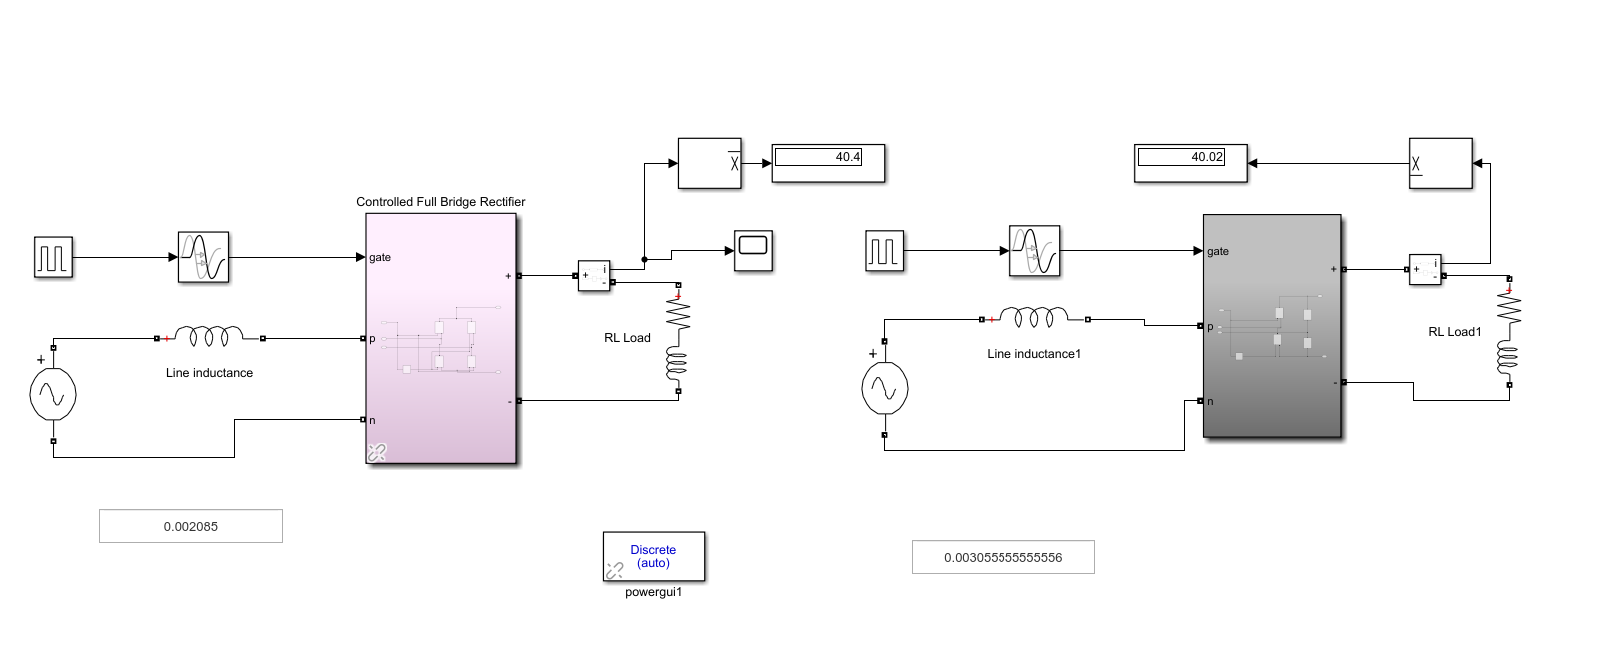 40.4
40.02
Controlled Full Bridge Rectifier
gate
+
i
+
-
gate
+
i
+
-
RL Load
RL Load1
p
p
Line inductance
Line inductance1
+
+
-
-
n
n
0.002085
Discrete
(auto)
powergui1
0.003055555555556